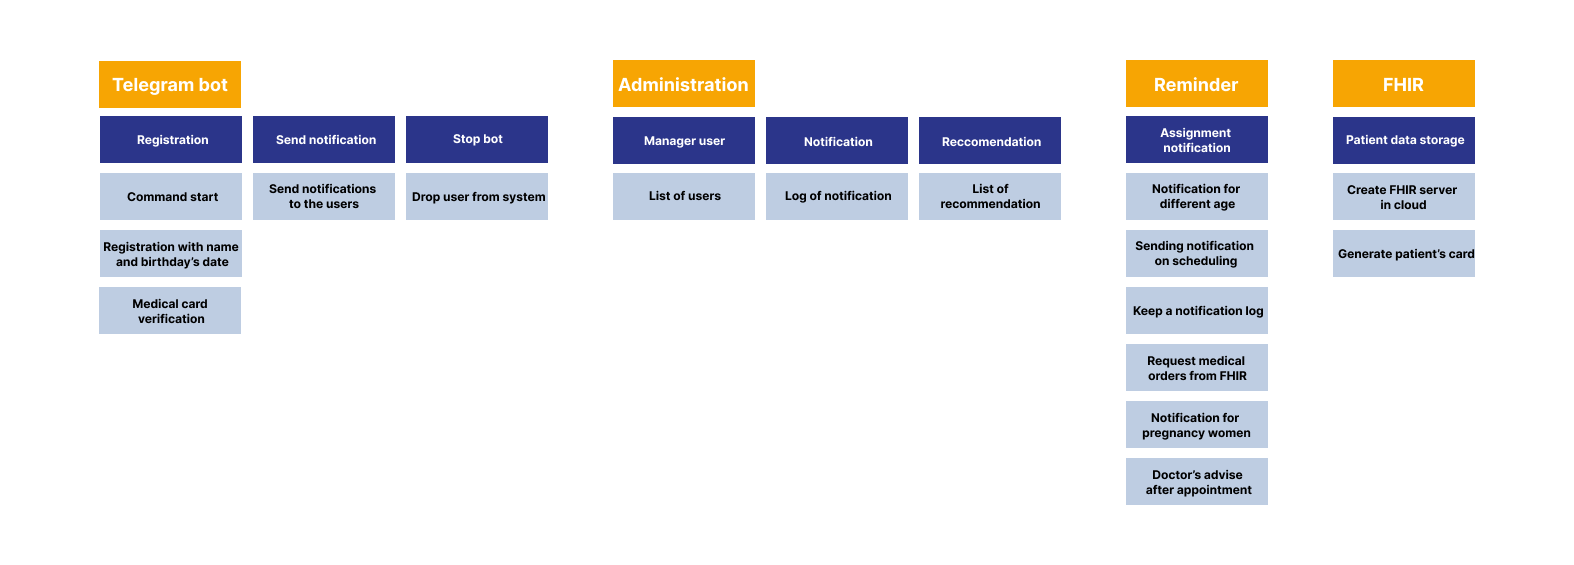 Telegram bot
Administration
Reminder
FHIR
Registration
Send notification
Stop bot
Manager user
Notification
Reccomendation
Assignment
notification
Patient data storage
Command start
Send notifications
to the users
Drop user from system
List of users
Log of notification
List of
recommendation
Notification for
different age
Create FHIR server
in cloud
Registration with name
and birthday’s date
Sending notification
on scheduling
Generate patient’s card
Medical card
verification
Keep a notification log
Request medical
orders from FHIR
Notification for
pregnancy women
Doctor’s advise
after appointment